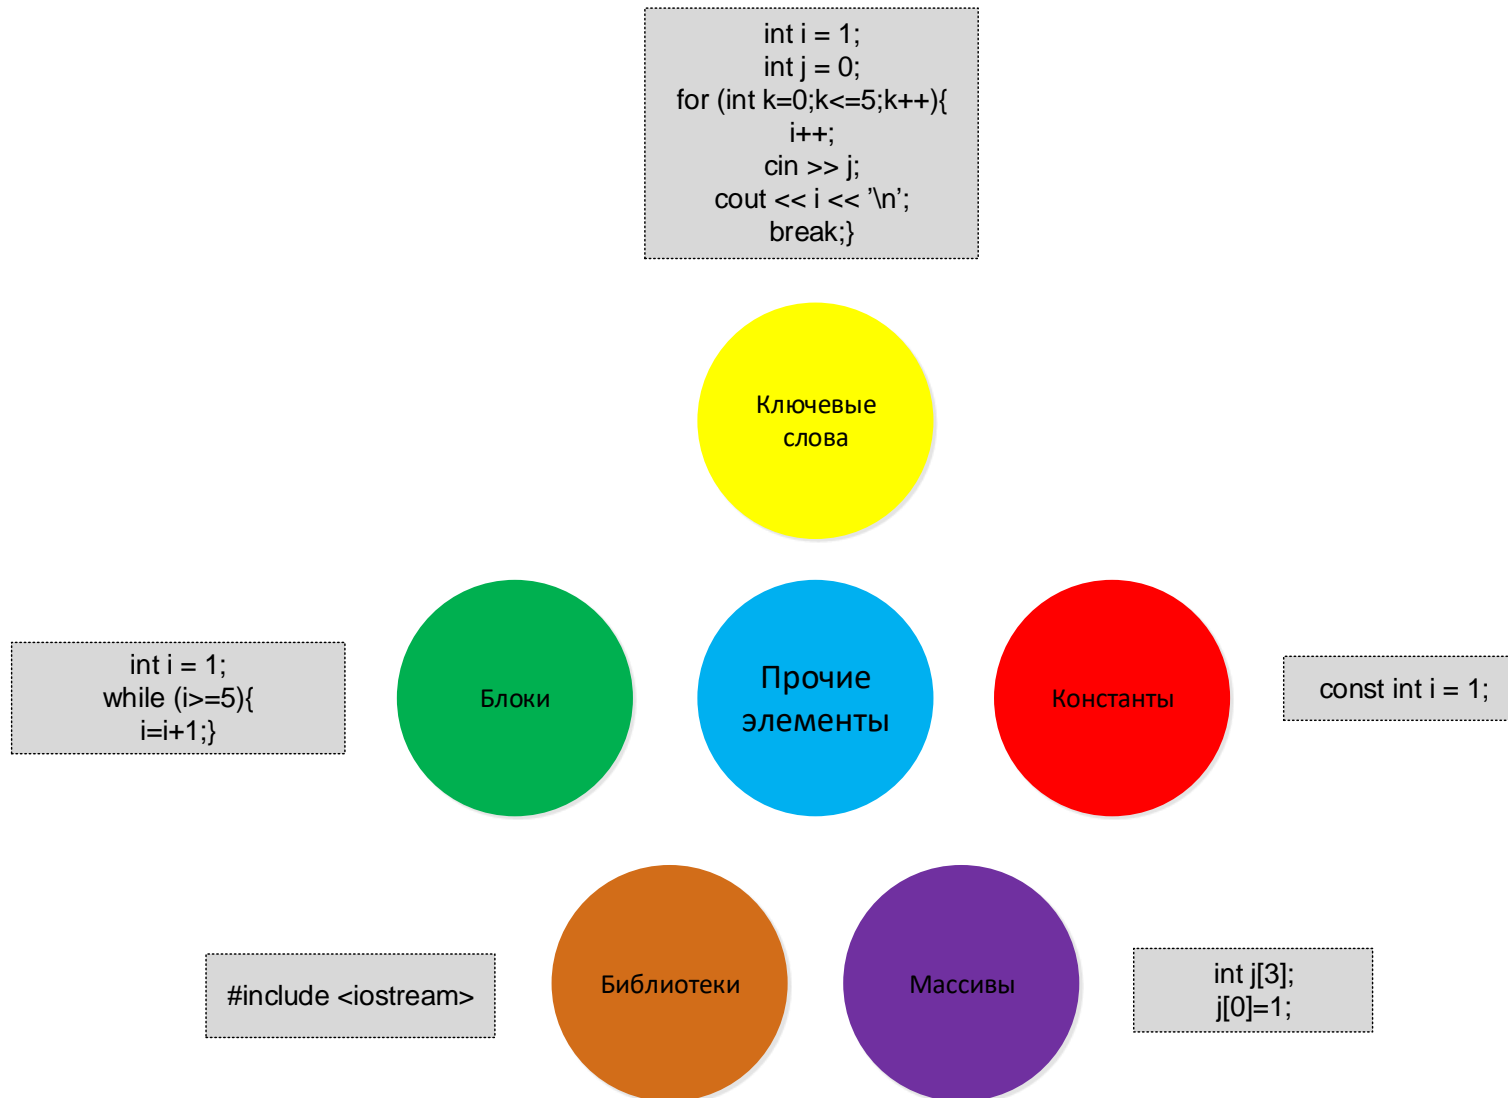 int i = 1;
int j = 0;
for (int k=0;k<=5;k++){
i++;
cin >> j;
cout << i << ’\n’;
break;}
Ключевые
слова
int i = 1;
while (i>=5){
i=i+1;}
Блоки
Прочие
элементы
Константы
const int i = 1;
#include <iostream>
Библиотеки
Массивы
int j[3];
j[0]=1;